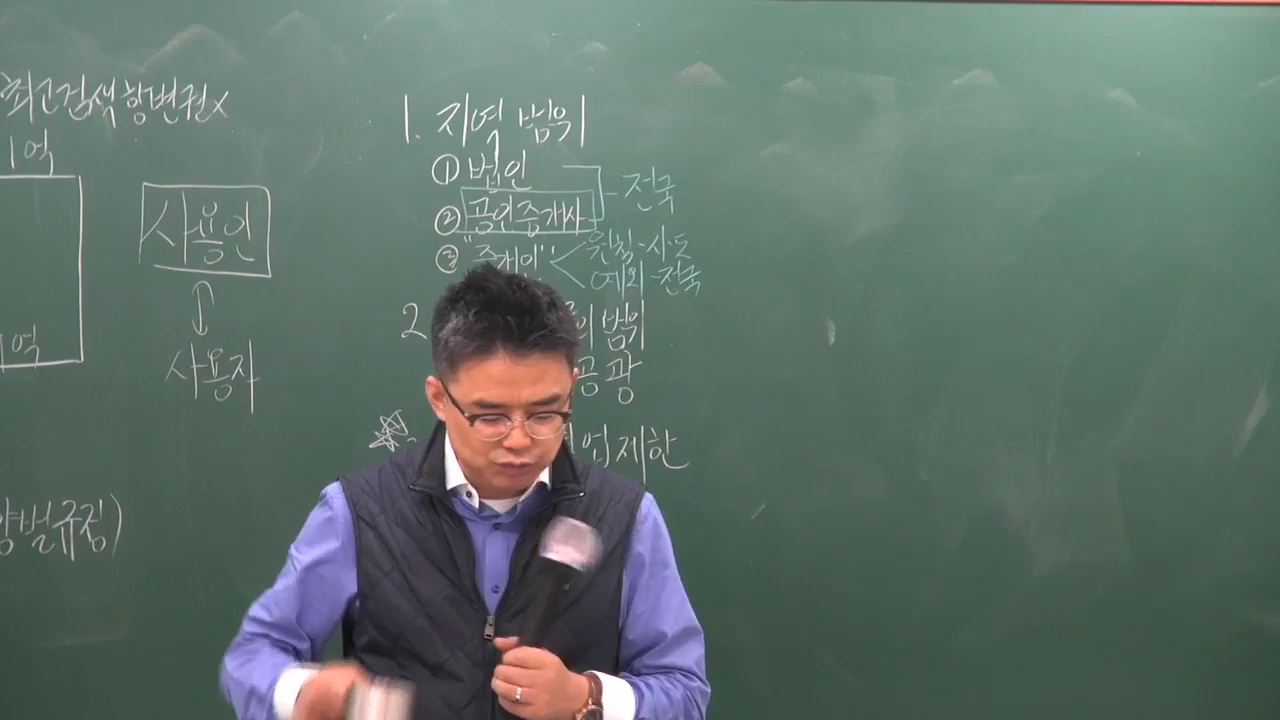 최고검색항변권x
1억
사용인
사용자
1억
양벌규정)
1. 지역 범위
① 법인
② 공인중개사
전국
③ "중개인"
원칙-시·도
예외-전국
2
의 범위
공 광
업제한